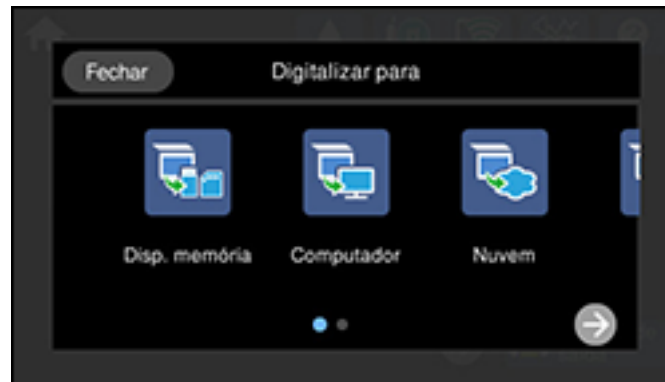 Fechar
Digitalizar para
Disp. memória
Computador
Nuvem